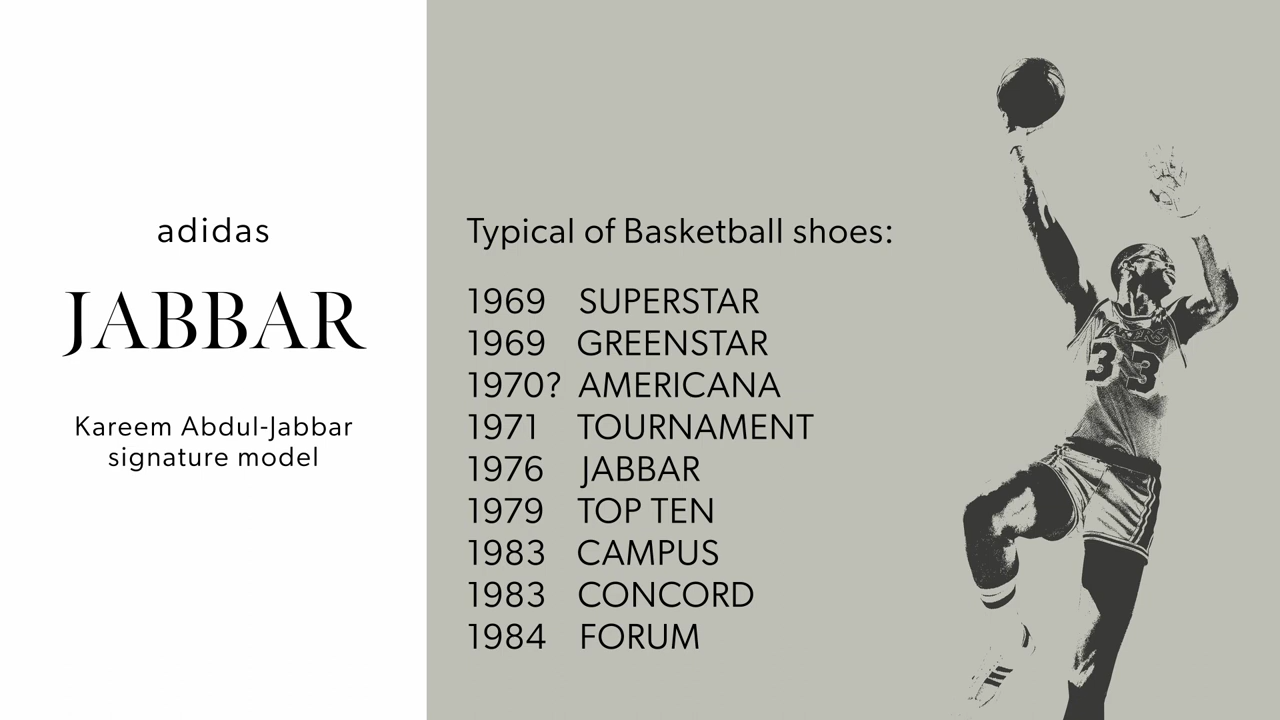 adidas
JABBAR
Kareem Abdul-Jabbar
signature model
Typical of Basketball shoes:
1969 SUPERSTAR
1969 GREENSTAR
1970? AMERICANA
1971 TOURNAMENT
1976 JABBAR
1979 TOP TEN
1983 CAMPUS
1983 CONCORD
1984 FORUM
33